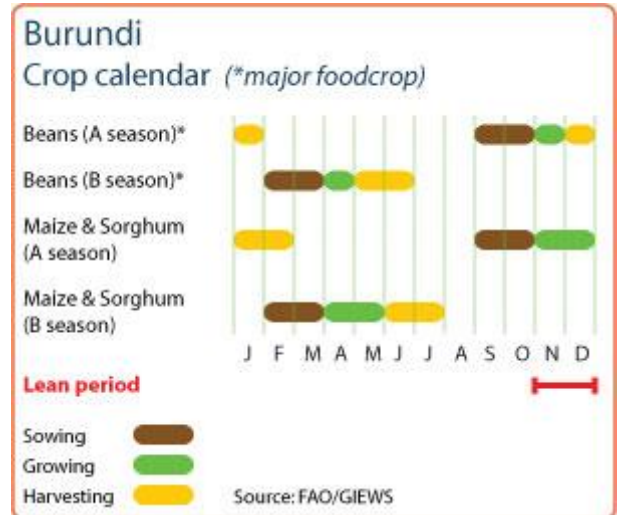 Burundi
Crop calendar (*major foodcrop)
Beans (A season)*
Beans (B season)*
Maize & Sorghum
(A season)
Maize & Sorghum
(B season)
J F M A M J J A S O N D
Lean period
Sowing
Growing
Harvesting
Source: FAO/GIEWS